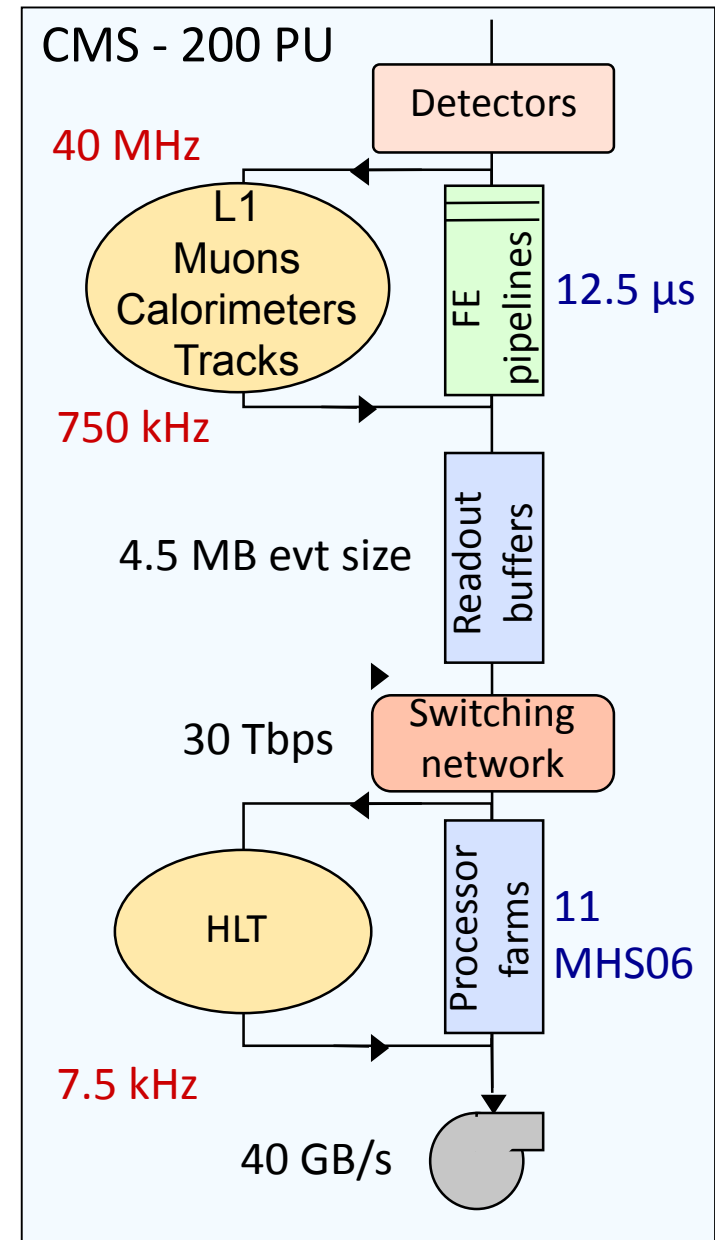 CMS - 200 PU
Detectors
40 MHz
L1
Muons
Calorimeters
Tracks
FE
pipelines
12.5 µs
750 kHz
Readout
buffers
4.5 MB evt size
Switching
network
30 Tbps
HLT
Processor
farms
11
MHS06
7.5 kHz
40 GB/s